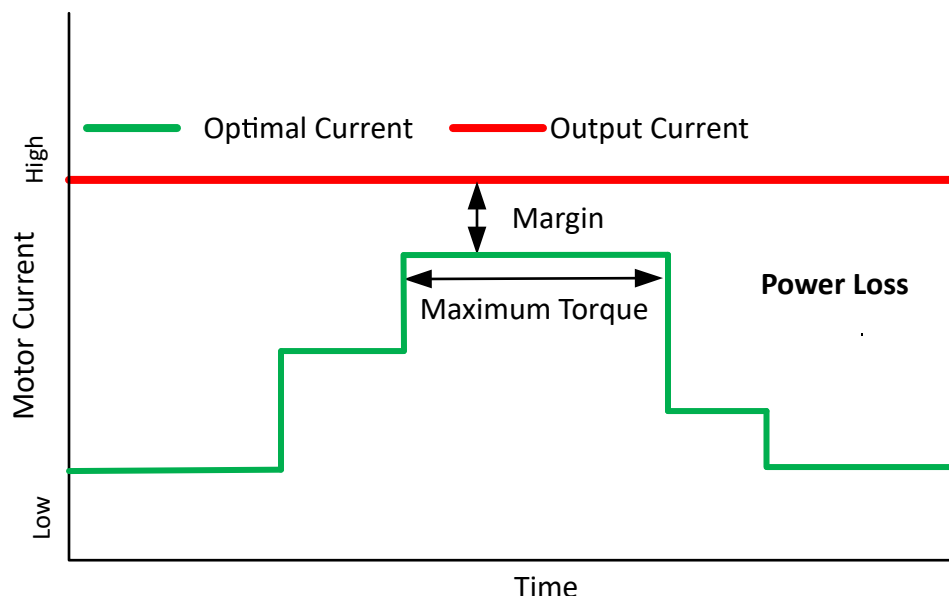 Optimal Current
Output Current
High
Margin
Motor Current
Power Loss
Maximum Torque
Low
Time